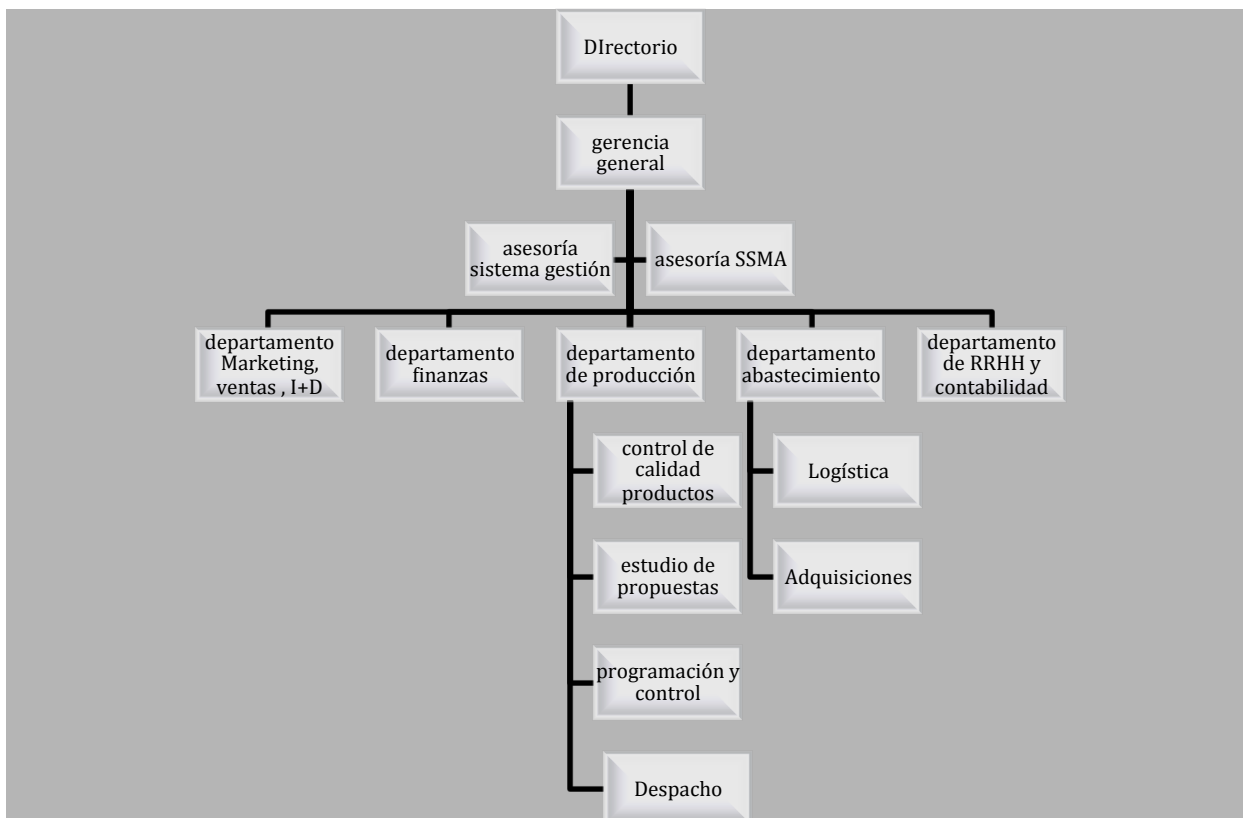 DIrectorio
gerencia
general
asesoría
sistema gestión
asesoría SSMA
departamento
Marketing,
ventas , I+D
departamento
finanzas
departamento
de producción
departamento
abastecimiento
departamento
de RRHH y
contabilidad
control de
calidad
productos
Logística
estudio de
propuestas
Adquisiciones
programación y
control
Despacho